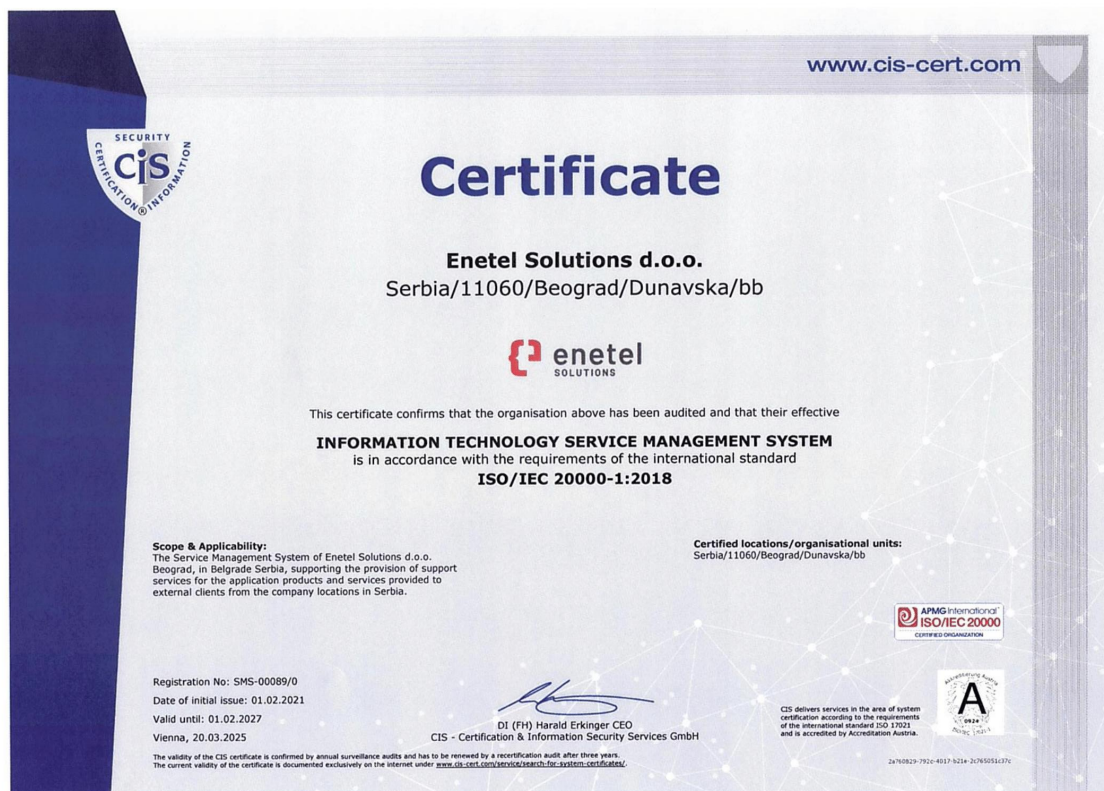 www.cis-cert.com
SECURITY
CERTIFICATION
INFORMATION
CiS
®
Certificate
Enetel Solutions d.o.o.
Serbia/11060/Beograd/Dunavska/bb
enetel
SOLUTIONS
This certificate confirms that the organisation above has been audited and that their effective
INFORMATION TECHNOLOGY SERVICE MANAGEMENT SYSTEM
is in accordance with the requirements of the international standard
ISO/IEC 20000-1:2018
Scope & Applicability:
The Service Management System of Enetel Solutions d.o.o.
Beograd, in Belgrade Serbia, supporting the provision of support
services for the application products and services provided to
external clients from the company locations in Serbia.
Certified locations/organisational units:
Serbia/11060/Beograd/Dunavska/bb
APMG International™
ISO/IEC 20000
CERTIFIED ORGANIZATION
Registration No: SMS-00089/0
Date of initial issue: 01.02.2021
Valid until: 01.02.2027
Vienna, 20.03.2025
DI (FH) Harald Erkinger CEO
CIS - Certification & Information Security Services GmbH
CIS delivers services in the area of system
certification according to the requirements
of the international standard ISO 17021
and is accredited by Accreditation Austria.
Akkreditierung Austria
A
0924
The validity of the CIS certificate is confirmed by annual surveillance audits and has to be renewed by a recertification audit after three years.
The current validity of the certificate is documented exclusively on the internet under www.cis-cert.com/service/search-for-system-certificates/.
2a760829-792c-4017-b21e-2c765051c37c